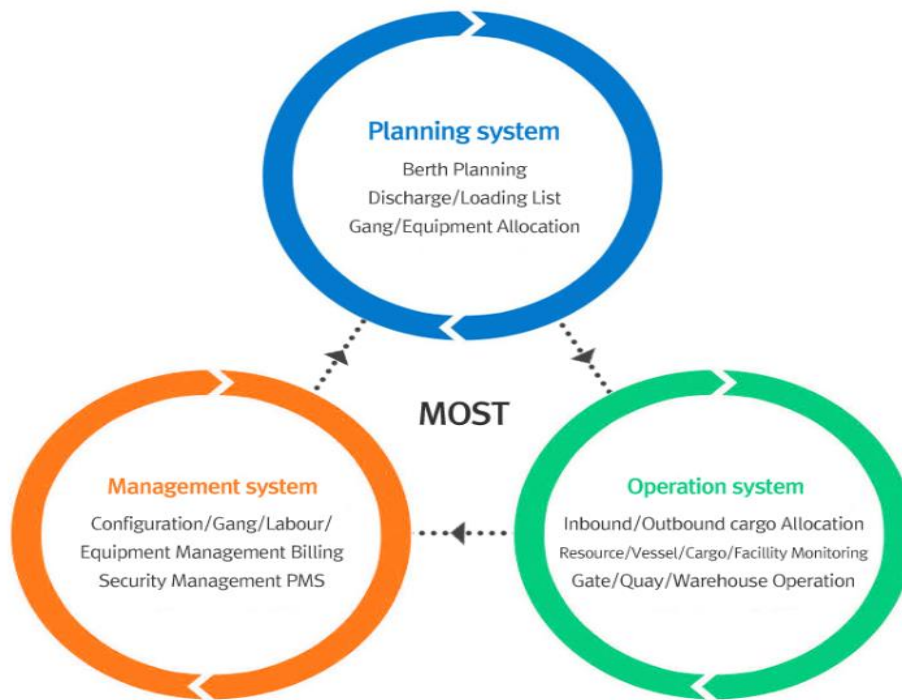 Planning system
Berth Planning
Discharge/Loading List
Gang/Equipment Allocation
MOST
Management system
Configuration/Gang/Labour/
Equipment Management Billing
Security Management PMS
Operation system
Inbound/Outbound cargo Allocation
Resource/Vessel/Cargo/Facillity Monitoring
Gate/Quay/Warehouse Operation